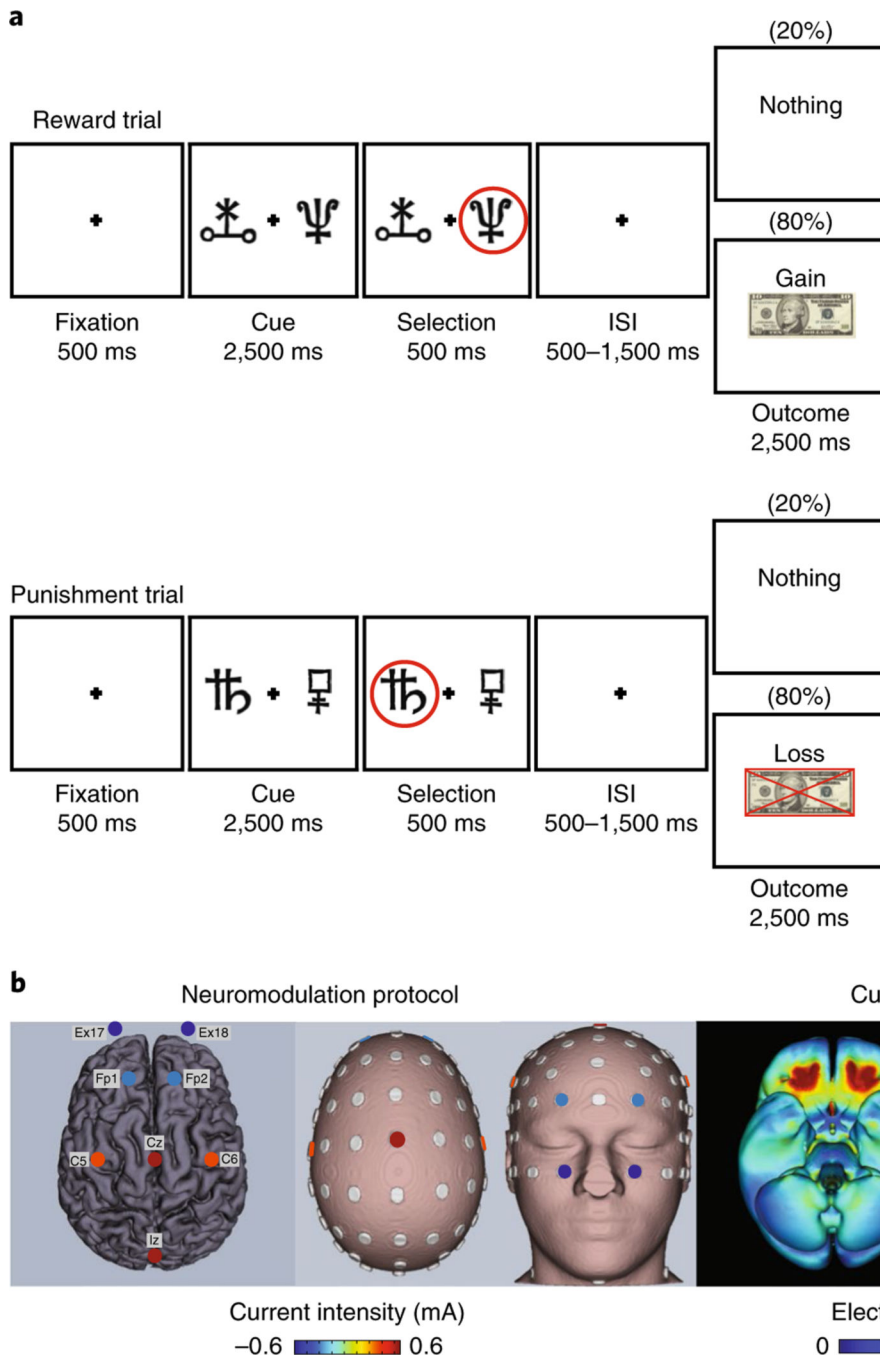 a
(20%)
Nothing
Reward trial
(80%)
Gain
Fixation
500 ms
Cue
2,500 ms
Selection
500 ms
ISI
500–1,500 ms
Outcome
2,500 ms
(20%)
Nothing
Punishment trial
(80%)
Loss
Fixation
500 ms
Cue
2,500 ms
Selection
500 ms
ISI
500–1,500 ms
Outcome
2,500 ms
b
Neuromodulation protocol
Cu
Ex17 Ex18
Fp1 Fp2
Cz
C5 C6
Iz
Current intensity (mA)
Elect
–0.6 0.6
0